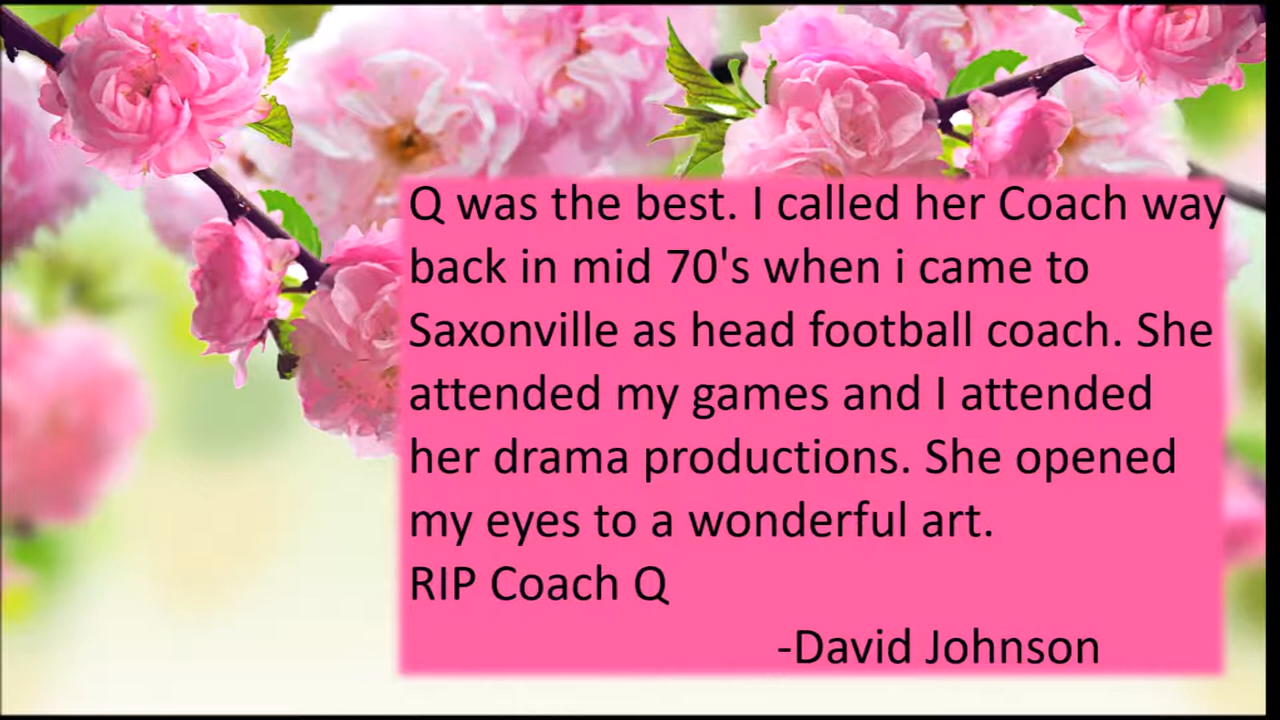 Q was the best. I called her Coach way
back in mid 70's when i came to
Saxonville as head football coach. She
attended my games and I attended
her drama productions. She opened
my eyes to a wonderful art.
RIP Coach Q
-David Johnson